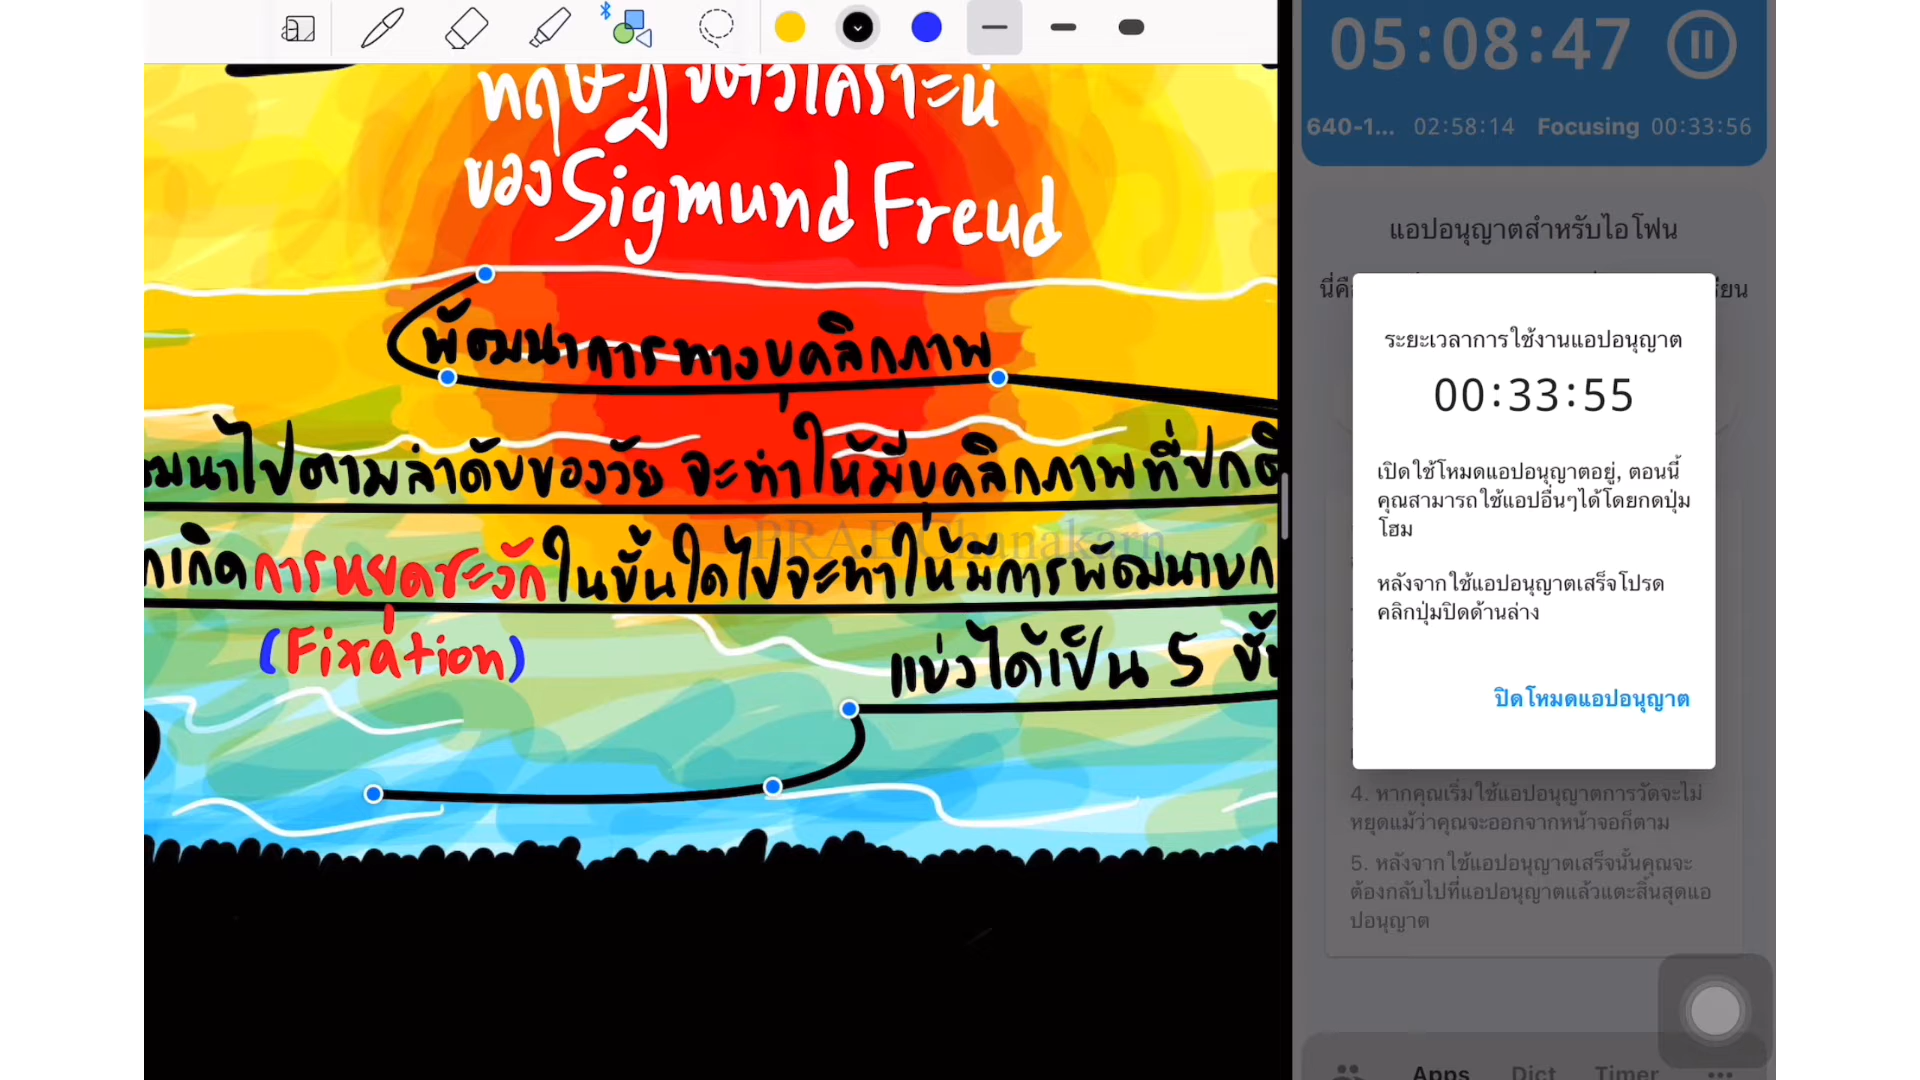 ทฤษฎีจิตวิเคราะห์
ของ Sigmund Freud
พัฒนาการทางบุคลิกภาพ
ไปตามลำดับของวัย จะทำให้มีบุคลิกภาพที่ปกติ
เกิดการหยุดชะงักในขั้นใดไปจะทำให้มีการพัฒนาบก
(Fixation)
แบ่งได้เป็น 5 ขั้น
PRAE Chanakarn
05:08:47
640-1... 02:58:14 Focusing 00:33:56
แอปอนุญาตสำหรับไอโฟน
นี่คื
รียน
ระยะเวลาการใช้งานแอปอนุญาต
00:33:55
เปิดใช้โหมดแอปอนุญาตอยู่, ตอนนี้
คุณสามารถใช้แอปอื่นๆได้โดยกดปุ่ม
โฮม
หลังจากใช้แอปอนุญาตเสร็จโปรด
คลิกปุ่มปิดด้านล่าง
ปิดโหมดแอปอนุญาต
4. หากคุณเริ่มใช้แอปอนุญาตการวัดจะไม่
หยุดแม้ว่าคุณจะออกจากหน้าจอก็ตาม
5. หลังจากใช้แอปอนุญาตเสร็จนั้นคุณจะ
ต้องกลับไปที่แอปอนุญาตแล้วแตะสิ้นสุดแอ
ปอนุญาต
Apps Dict Timer